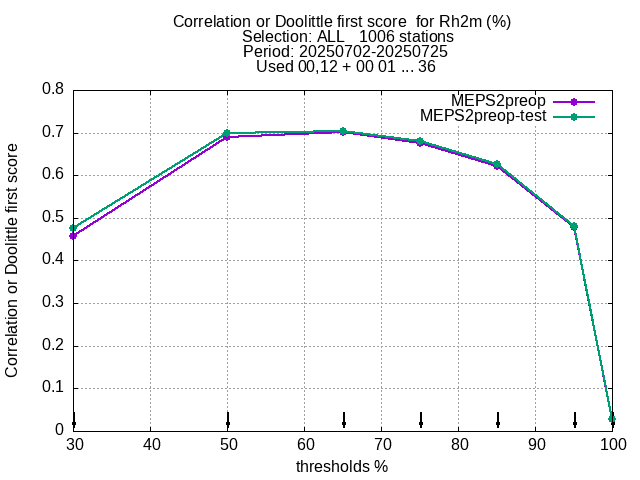 Correlation or Doolittle first score  for Rh2m (%)
Selection: ALL   1006 stations
Period: 20250702-20250725
Used 00,12 + 00 01 ... 36
MEPS2preop
MEPS2preop-test
Correlation or Doolittle first score
0.8
0.7
0.6
0.5
0.4
0.3
0.2
0.1
0
30 40 50 60 70 80 90 100
thresholds %